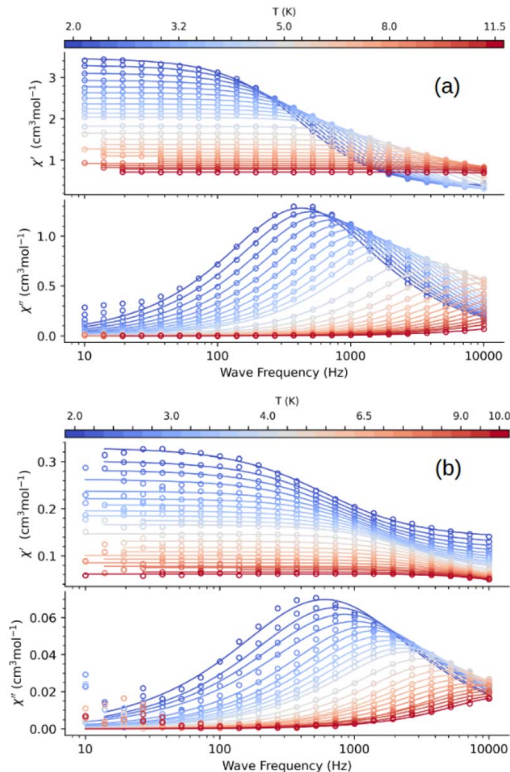 T (K)
2.0 3.2 5.0 8.0 11.5
(a)
3
2
1
χ′ (cm³mol⁻¹)
1.0
0.5
0.0
χ″ (cm³mol⁻¹)
10 100 1000 10000
Wave Frequency (Hz)
T (K)
2.0 3.0 4.0 6.5 9.0 10.0
(b)
0.3
0.2
0.1
χ′ (cm³mol⁻¹)
0.06
0.04
0.02
0.00
χ″ (cm³mol⁻¹)
10 100 1000 10000
Wave Frequency (Hz)